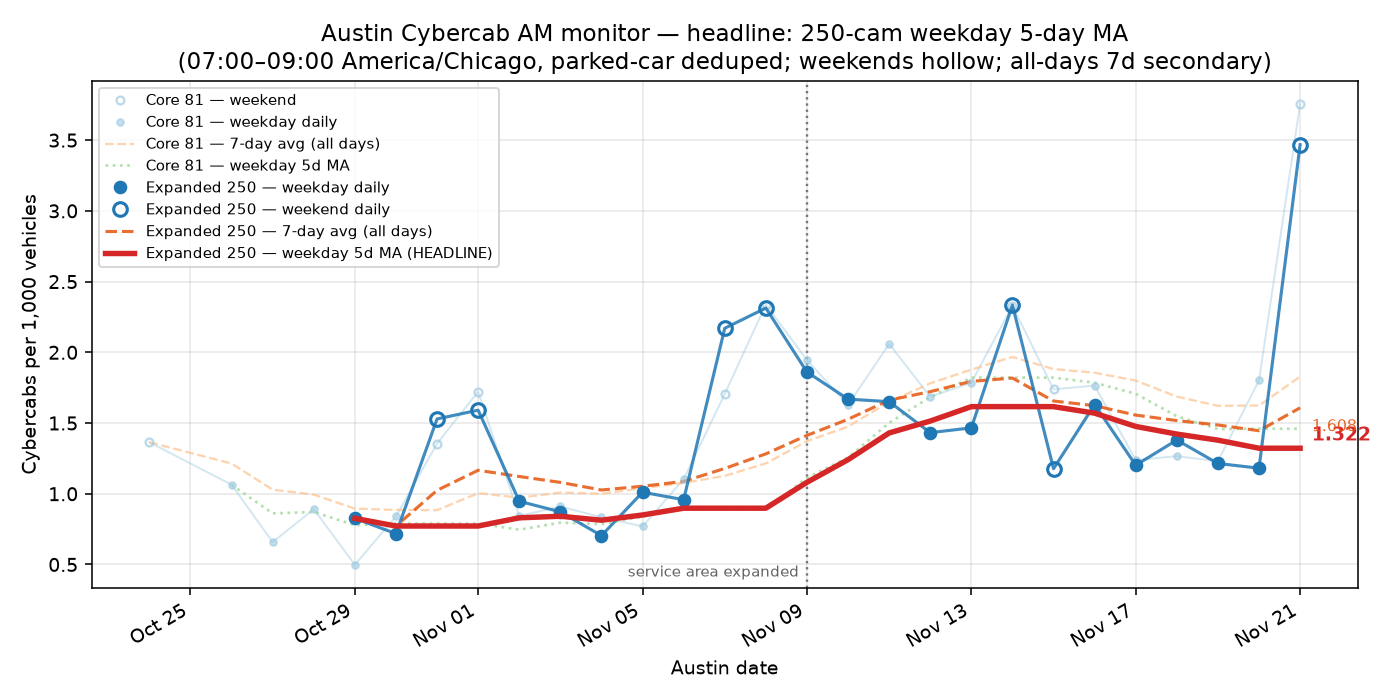 Austin Cybercab AM monitor — headline: 250-cam weekday 5-day MA
(07:00–09:00 America/Chicago, parked-car deduped; weekends hollow; all-days 7d secondary)
Core 81 — weekend
Core 81 — weekday daily
Core 81 — 7-day avg (all days)
Core 81 — weekday 5d MA
Expanded 250 — weekday daily
Expanded 250 — weekend daily
Expanded 250 — 7-day avg (all days)
Expanded 250 — weekday 5d MA (HEADLINE)
Cybercabs per 1,000 vehicles
3.5
3.0
2.5
2.0
1.5
1.0
0.5
1.608
1.322
service area expanded
Oct 25
Oct 29
Nov 01
Nov 05
Nov 09
Nov 13
Nov 17
Nov 21
Austin date